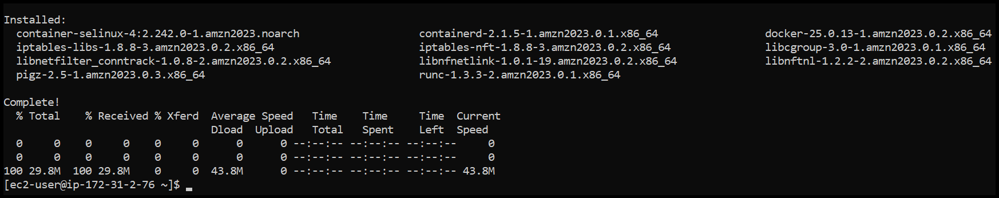 Installed:
  container-selinux-4:2.242.0-1.amzn2023.noarch                   containerd-2.1.5-1.amzn2023.0.1.x86_64                 docker-25.0.13-1.amzn2023.0.2.x86_64
  iptables-libs-1.8.8-3.amzn2023.0.2.x86_64                       iptables-nft-1.8.8-3.amzn2023.0.2.x86_64               libcgroup-3.0-1.amzn2023.0.1.x86_64
  libnetfilter_conntrack-1.0.8-2.amzn2023.0.2.x86_64              libnfnetlink-1.0.1-19.amzn2023.0.2.x86_64              libnftnl-1.2.2-2.amzn2023.0.2.x86_64
  pigz-2.5-1.amzn2023.0.3.x86_64                                  runc-1.3.3-2.amzn2023.0.1.x86_64
Complete!
  % Total    % Received % Xferd  Average Speed   Time    Time     Time  Current
                                 Dload  Upload   Total   Spent    Left  Speed
  0     0    0     0    0     0      0      0 --:--:-- --:--:-- --:--:--     0
  0     0    0     0    0     0      0      0 --:--:-- --:--:-- --:--:--     0
100 29.8M  100 29.8M    0     0  43.8M      0 --:--:-- --:--:-- --:--:-- 43.8M
[ec2-user@ip-172-31-2-76 ~]$